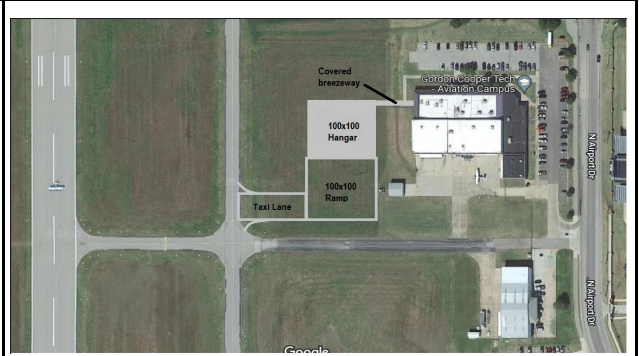 Covered
breezeway
Gordon Cooper Tech
- Aviation Campus
100x100
Hangar
100x100
Ramp
Taxi Lane
N Airport Dr
N Airport Dr
Google